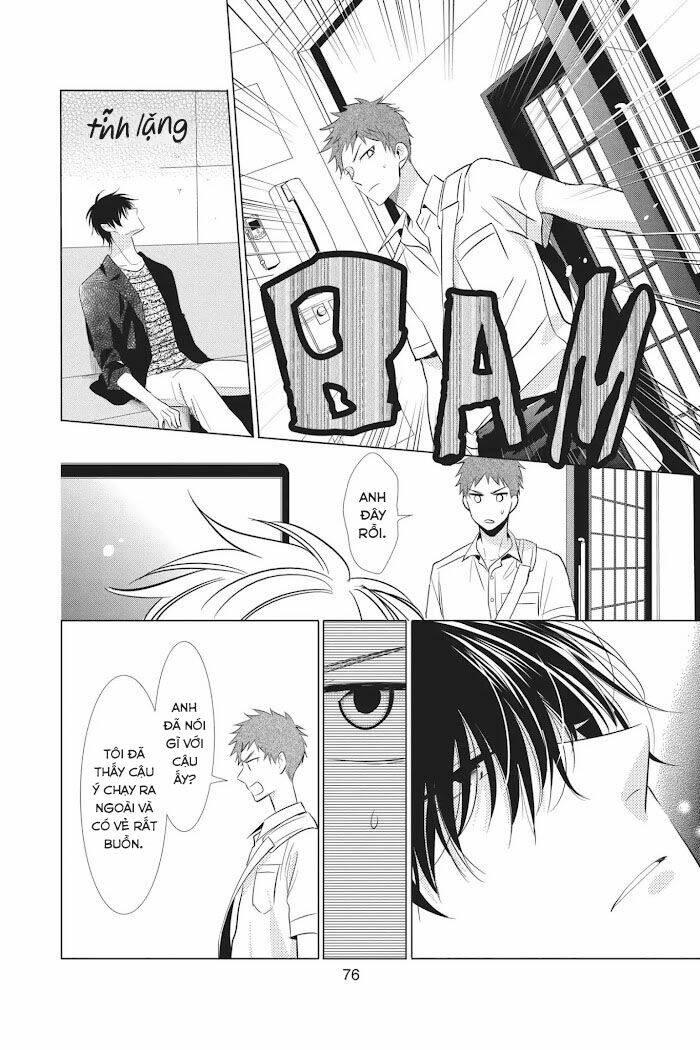 BAM
tĩnh lặng
ANH
ĐÂY
RỒI.
ANH
ĐÃ NÓI
GÌ VỚI
CẬU
ẤY?
TÔI ĐÃ
THẤY CẬU
Ý CHẠY RA
NGOÀI VÀ
CÓ VẺ RẤT
BUỒN.
76